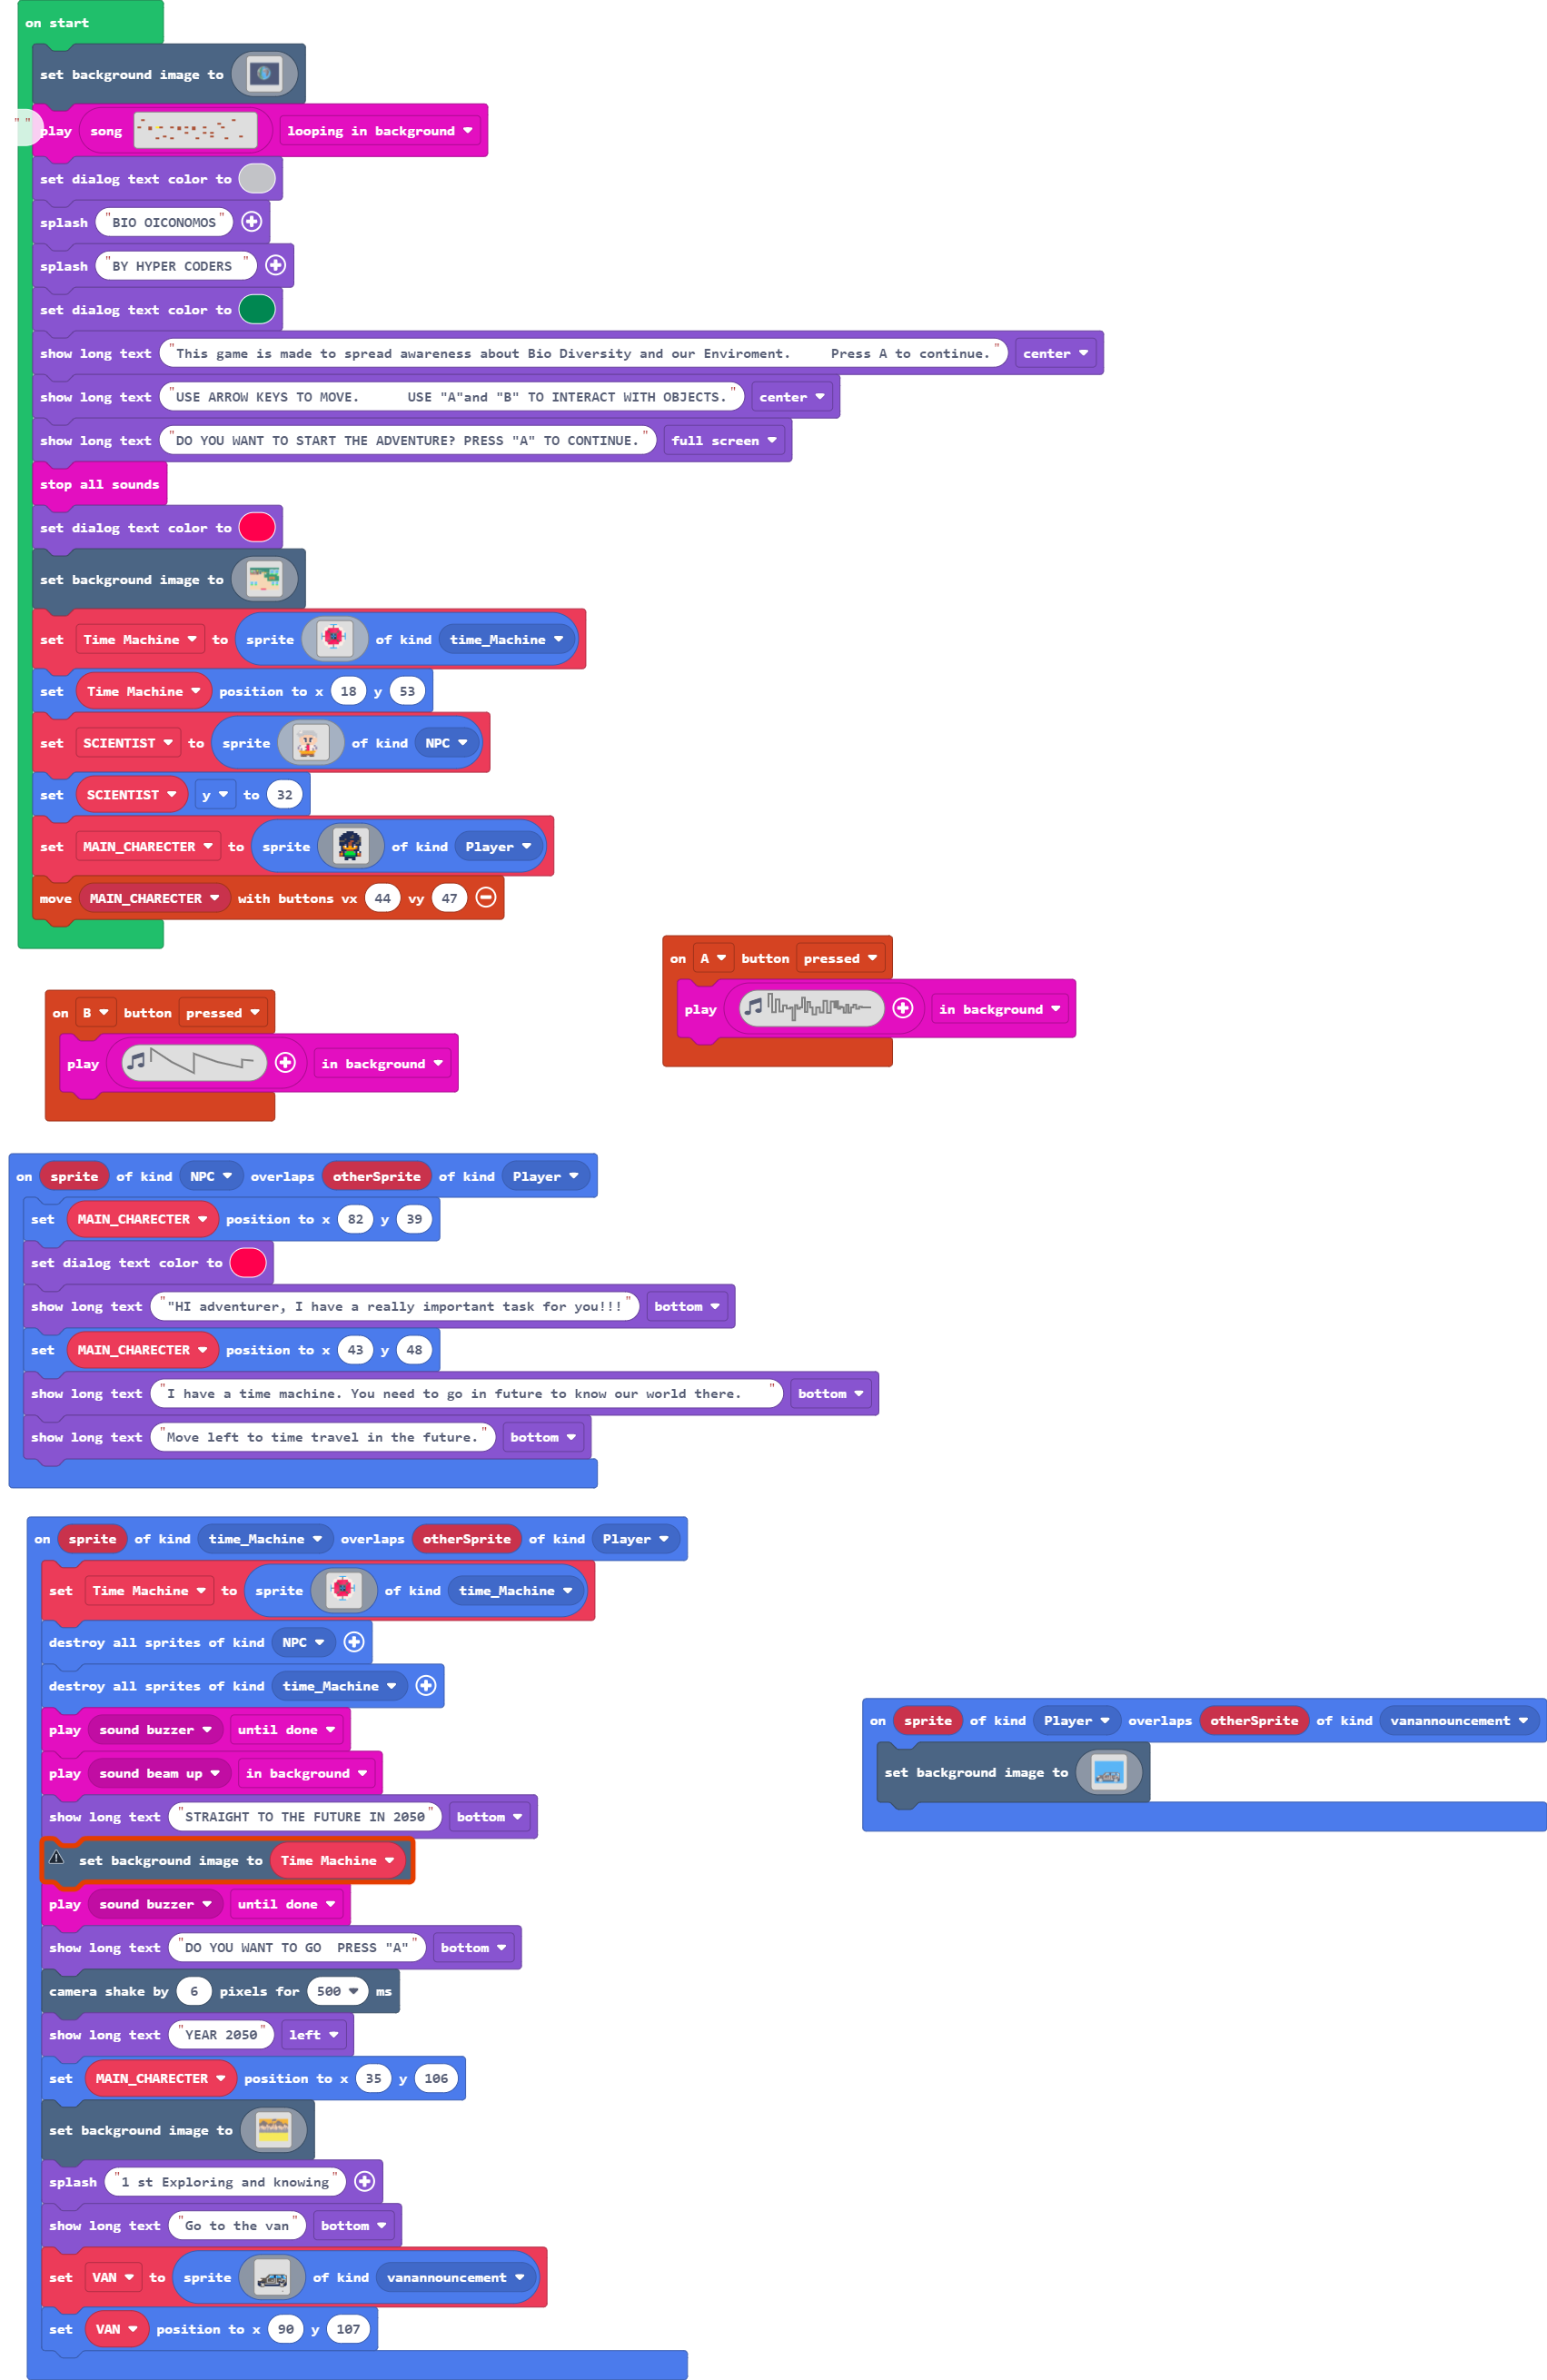 on start
set background image to
" "
play song looping in background
set dialog text color to
splash "BIO OICONOMOS"
splash "BY HYPER CODERS "
set dialog text color to
show long text "This game is made to spread awareness about Bio Diversity and our Enviroment. Press A to continue." center
show long text "USE ARROW KEYS TO MOVE. USE "A"and "B" TO INTERACT WITH OBJECTS." center
show long text "DO YOU WANT TO START THE ADVENTURE? PRESS "A" TO CONTINUE." full screen
stop all sounds
set dialog text color to
set background image to
set Time Machine to sprite of kind time_Machine
set Time Machine position to x 18 y 53
set SCIENTIST to sprite of kind NPC
set SCIENTIST y to 32
set MAIN_CHARECTER to sprite of kind Player
move MAIN_CHARECTER with buttons vx 44 vy 47
on A button pressed
play in background
on B button pressed
play in background
on sprite of kind NPC overlaps otherSprite of kind Player
set MAIN_CHARECTER position to x 82 y 39
set dialog text color to
show long text ""HI adventurer, I have a really important task for you!!!" bottom
set MAIN_CHARECTER position to x 43 y 48
show long text "I have a time machine. You need to go in future to know our world there. " bottom
show long text "Move left to time travel in the future." bottom
on sprite of kind time_Machine overlaps otherSprite of kind Player
set Time Machine to sprite of kind time_Machine
destroy all sprites of kind NPC
destroy all sprites of kind time_Machine
play sound buzzer until done
play sound beam up in background
show long text "STRAIGHT TO THE FUTURE IN 2050" bottom
set background image to Time Machine
play sound buzzer until done
show long text "DO YOU WANT TO GO PRESS "A"" bottom
camera shake by 6 pixels for 500 ms
show long text "YEAR 2050" left
set MAIN_CHARECTER position to x 35 y 106
set background image to
splash "1 st Exploring and knowing"
show long text "Go to the van" bottom
set VAN to sprite of kind vanannouncement
set VAN position to x 90 y 107
on sprite of kind Player overlaps otherSprite of kind vanannouncement
set background image to